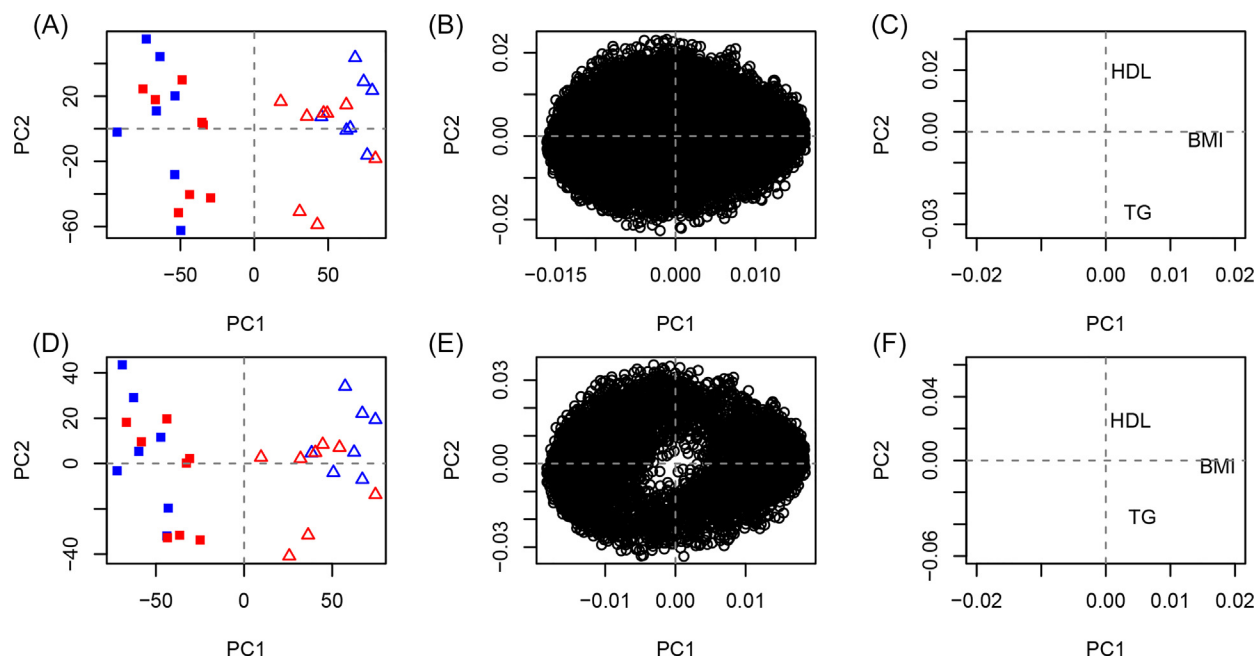 (A)
PC2
20
−20
−60
−50
0
50
PC1
(B)
PC2
0.02
0.00
−0.02
−0.015
0.000
0.010
PC1
(C)
PC2
0.02
0.00
−0.03
HDL
BMI
TG
−0.02
0.00
0.01
0.02
PC1
(D)
PC2
40
20
0
−40
−50
0
50
PC1
(E)
PC2
0.03
0.00
−0.03
−0.01
0.00
0.01
PC1
(F)
PC2
0.04
0.00
−0.06
HDL
BMI
TG
−0.02
0.00
0.01
0.02
PC1